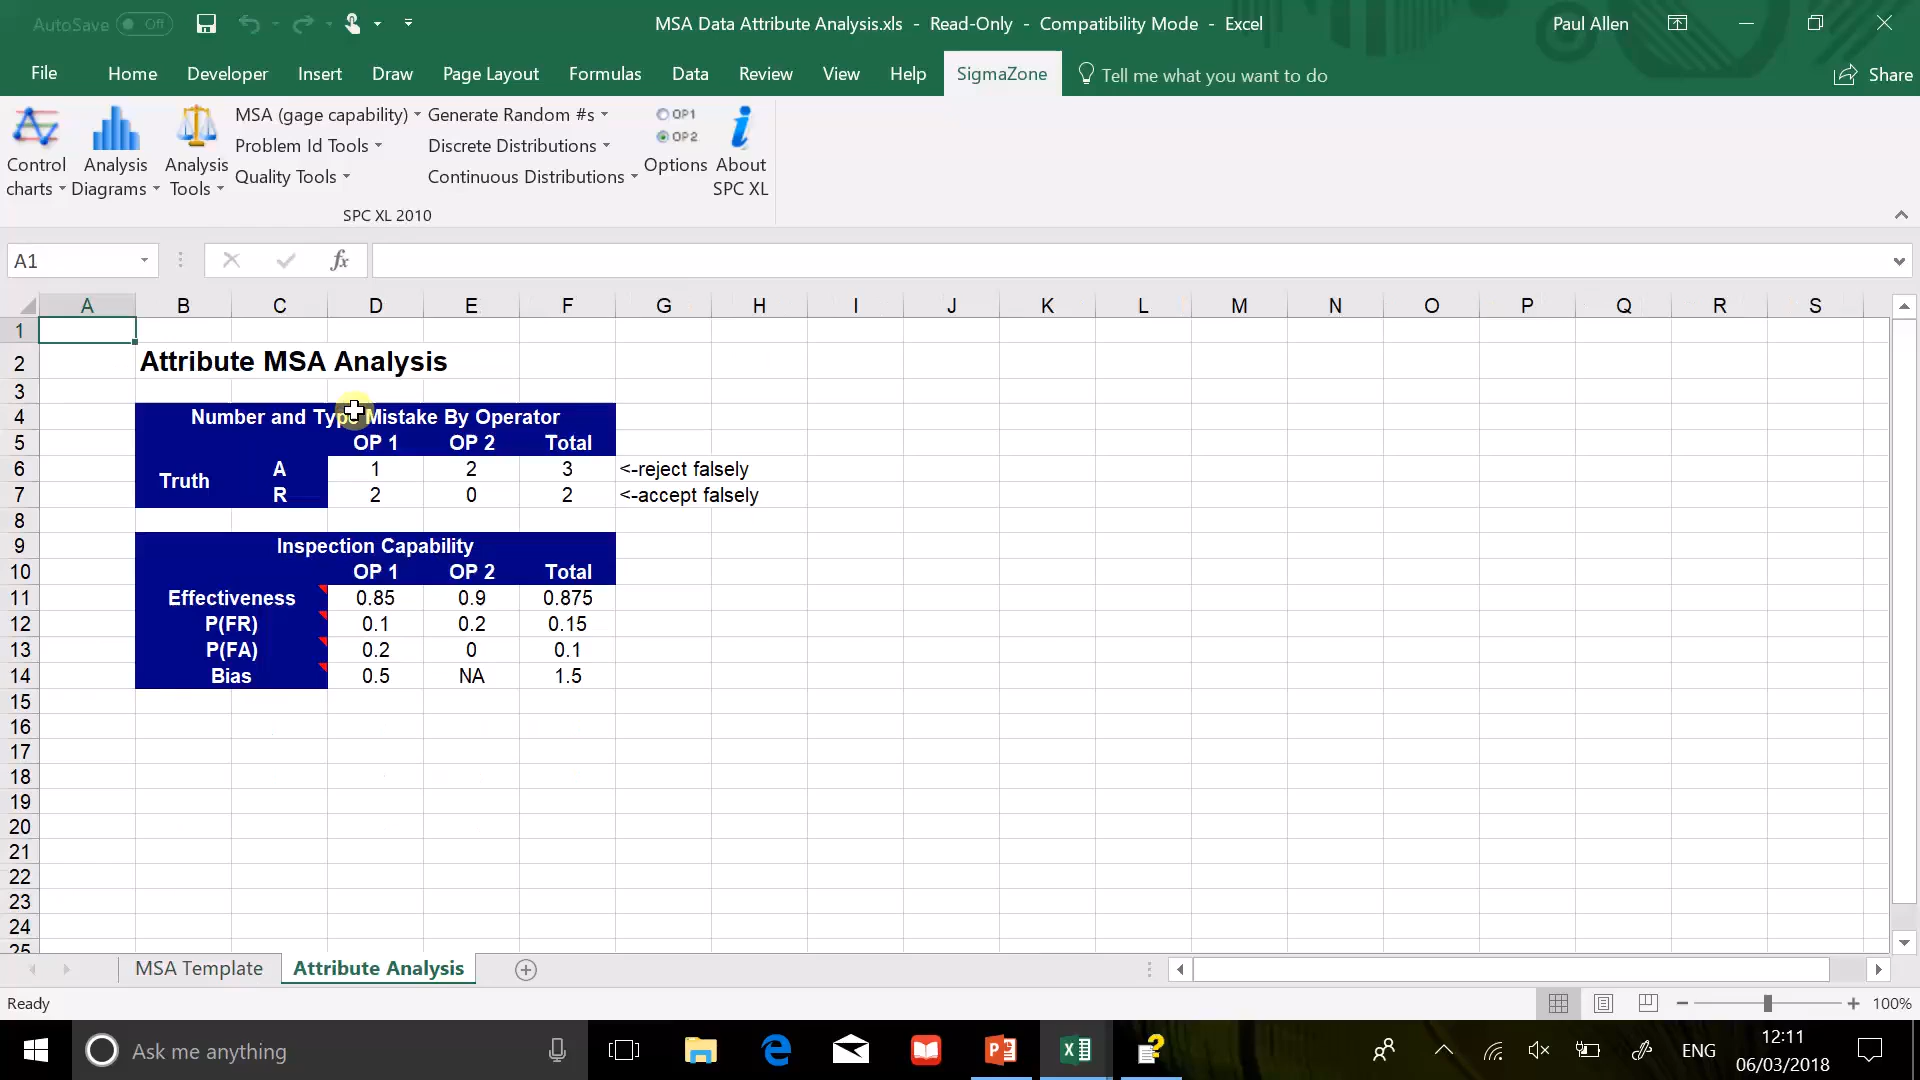 AutoSave Off
MSA Data Attribute Analysis.xls - Read-Only - Compatibility Mode - Excel
Paul Allen
File Home Developer Insert Draw Page Layout Formulas Data Review View Help SigmaZone Tell me what you want to do Share
Control charts
Analysis Diagrams
Analysis Tools
MSA (gage capability)
Problem Id Tools
Quality Tools
Generate Random #s
Discrete Distributions
Continuous Distributions
OP1
OP2
Options
About SPC XL
SPC XL 2010
A1
fx
A B C D E F G H I J K L M N O P Q R S
1
2 Attribute MSA Analysis
3
4 Number and Type Mistake By Operator
5 OP 1 OP 2 Total
Truth
6 A 1 2 3 <-reject falsely
7 R 2 0 2 <-accept falsely
8
9 Inspection Capability
10 OP 1 OP 2 Total
11 Effectiveness 0.85 0.9 0.875
12 P(FR) 0.1 0.2 0.15
13 P(FA) 0.2 0 0.1
14 Bias 0.5 NA 1.5
15
16
17
18
19
20
21
22
23
24
25
MSA Template Attribute Analysis
Ready
100%
Ask me anything
ENG
12:11
06/03/2018